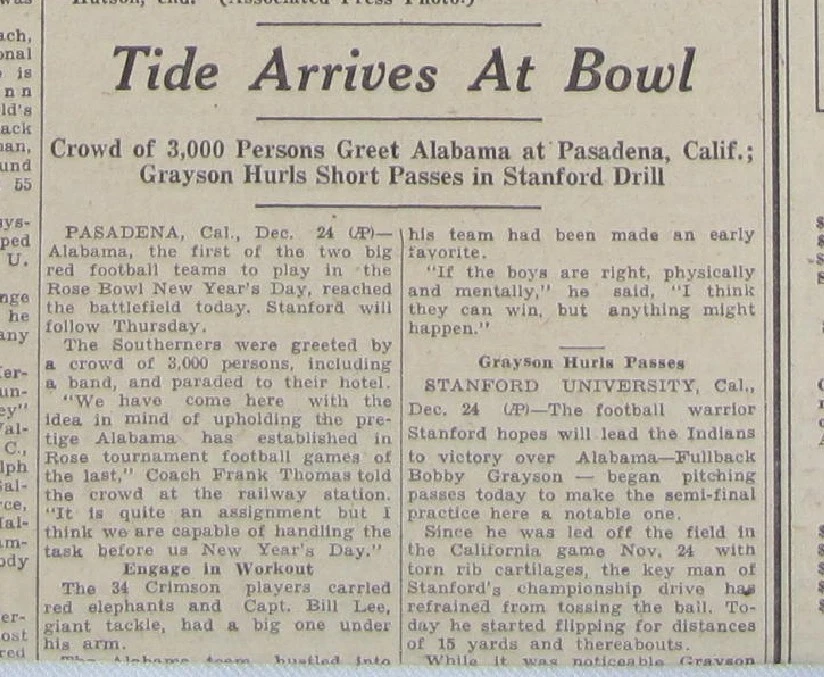 Tide Arrives At Bowl
Crowd of 3,000 Persons Greet Alabama at Pasadena, Calif.;
Grayson Hurls Short Passes in Stanford Drill
PASADENA, Cal., Dec. 24 (AP)—
Alabama, the first of the two big
red football teams to play in the
Rose Bowl New Year's Day, reached
the battlefield today. Stanford will
follow Thursday.
The Southerners were greeted by
a crowd of 3,000 persons, including
a band, and paraded to their hotel.
"We have come here with the
idea in mind of upholding the pre-
tige Alabama has established in
Rose tournament football games of
the last," Coach Frank Thomas told
the crowd at the railway station.
"It is quite an assignment but I
think we are capable of handling the
task before us New Year's Day."
Engage in Workout
The 34 Crimson players carried
red elephants and Capt. Bill Lee,
giant tackle, had a big one under
his arm.
The Alabama team hustled into
his team had been made an early
favorite.
"If the boys are right, physically
and mentally," he said, "I think
they can win, but anything might
happen."
Grayson Hurls Passes
STANFORD UNIVERSITY, Cal.,
Dec. 24 (AP)—The football warrior
Stanford hopes will lead the Indians
to victory over Alabama—Fullback
Bobby Grayson — began pitching
passes today to make the semi-final
practice here a notable one.
Since he was led off the field in
the California game Nov. 24 with
torn rib cartilages, the key man of
Stanford's championship drive has
refrained from tossing the ball. To-
day he started flipping for distances
of 15 yards and thereabouts.
While it was noticeable Grayson